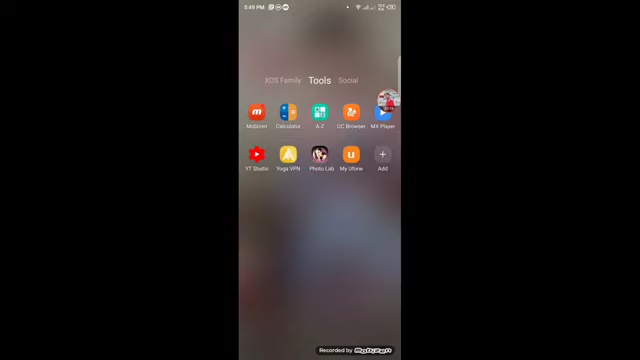 5:49 PM
XOS Family Tools Social
MoScren Calculator A-Z UC Browser MX Player
YT Studio Yoga VPN Photo Lab My Ufone Add
Recorded by